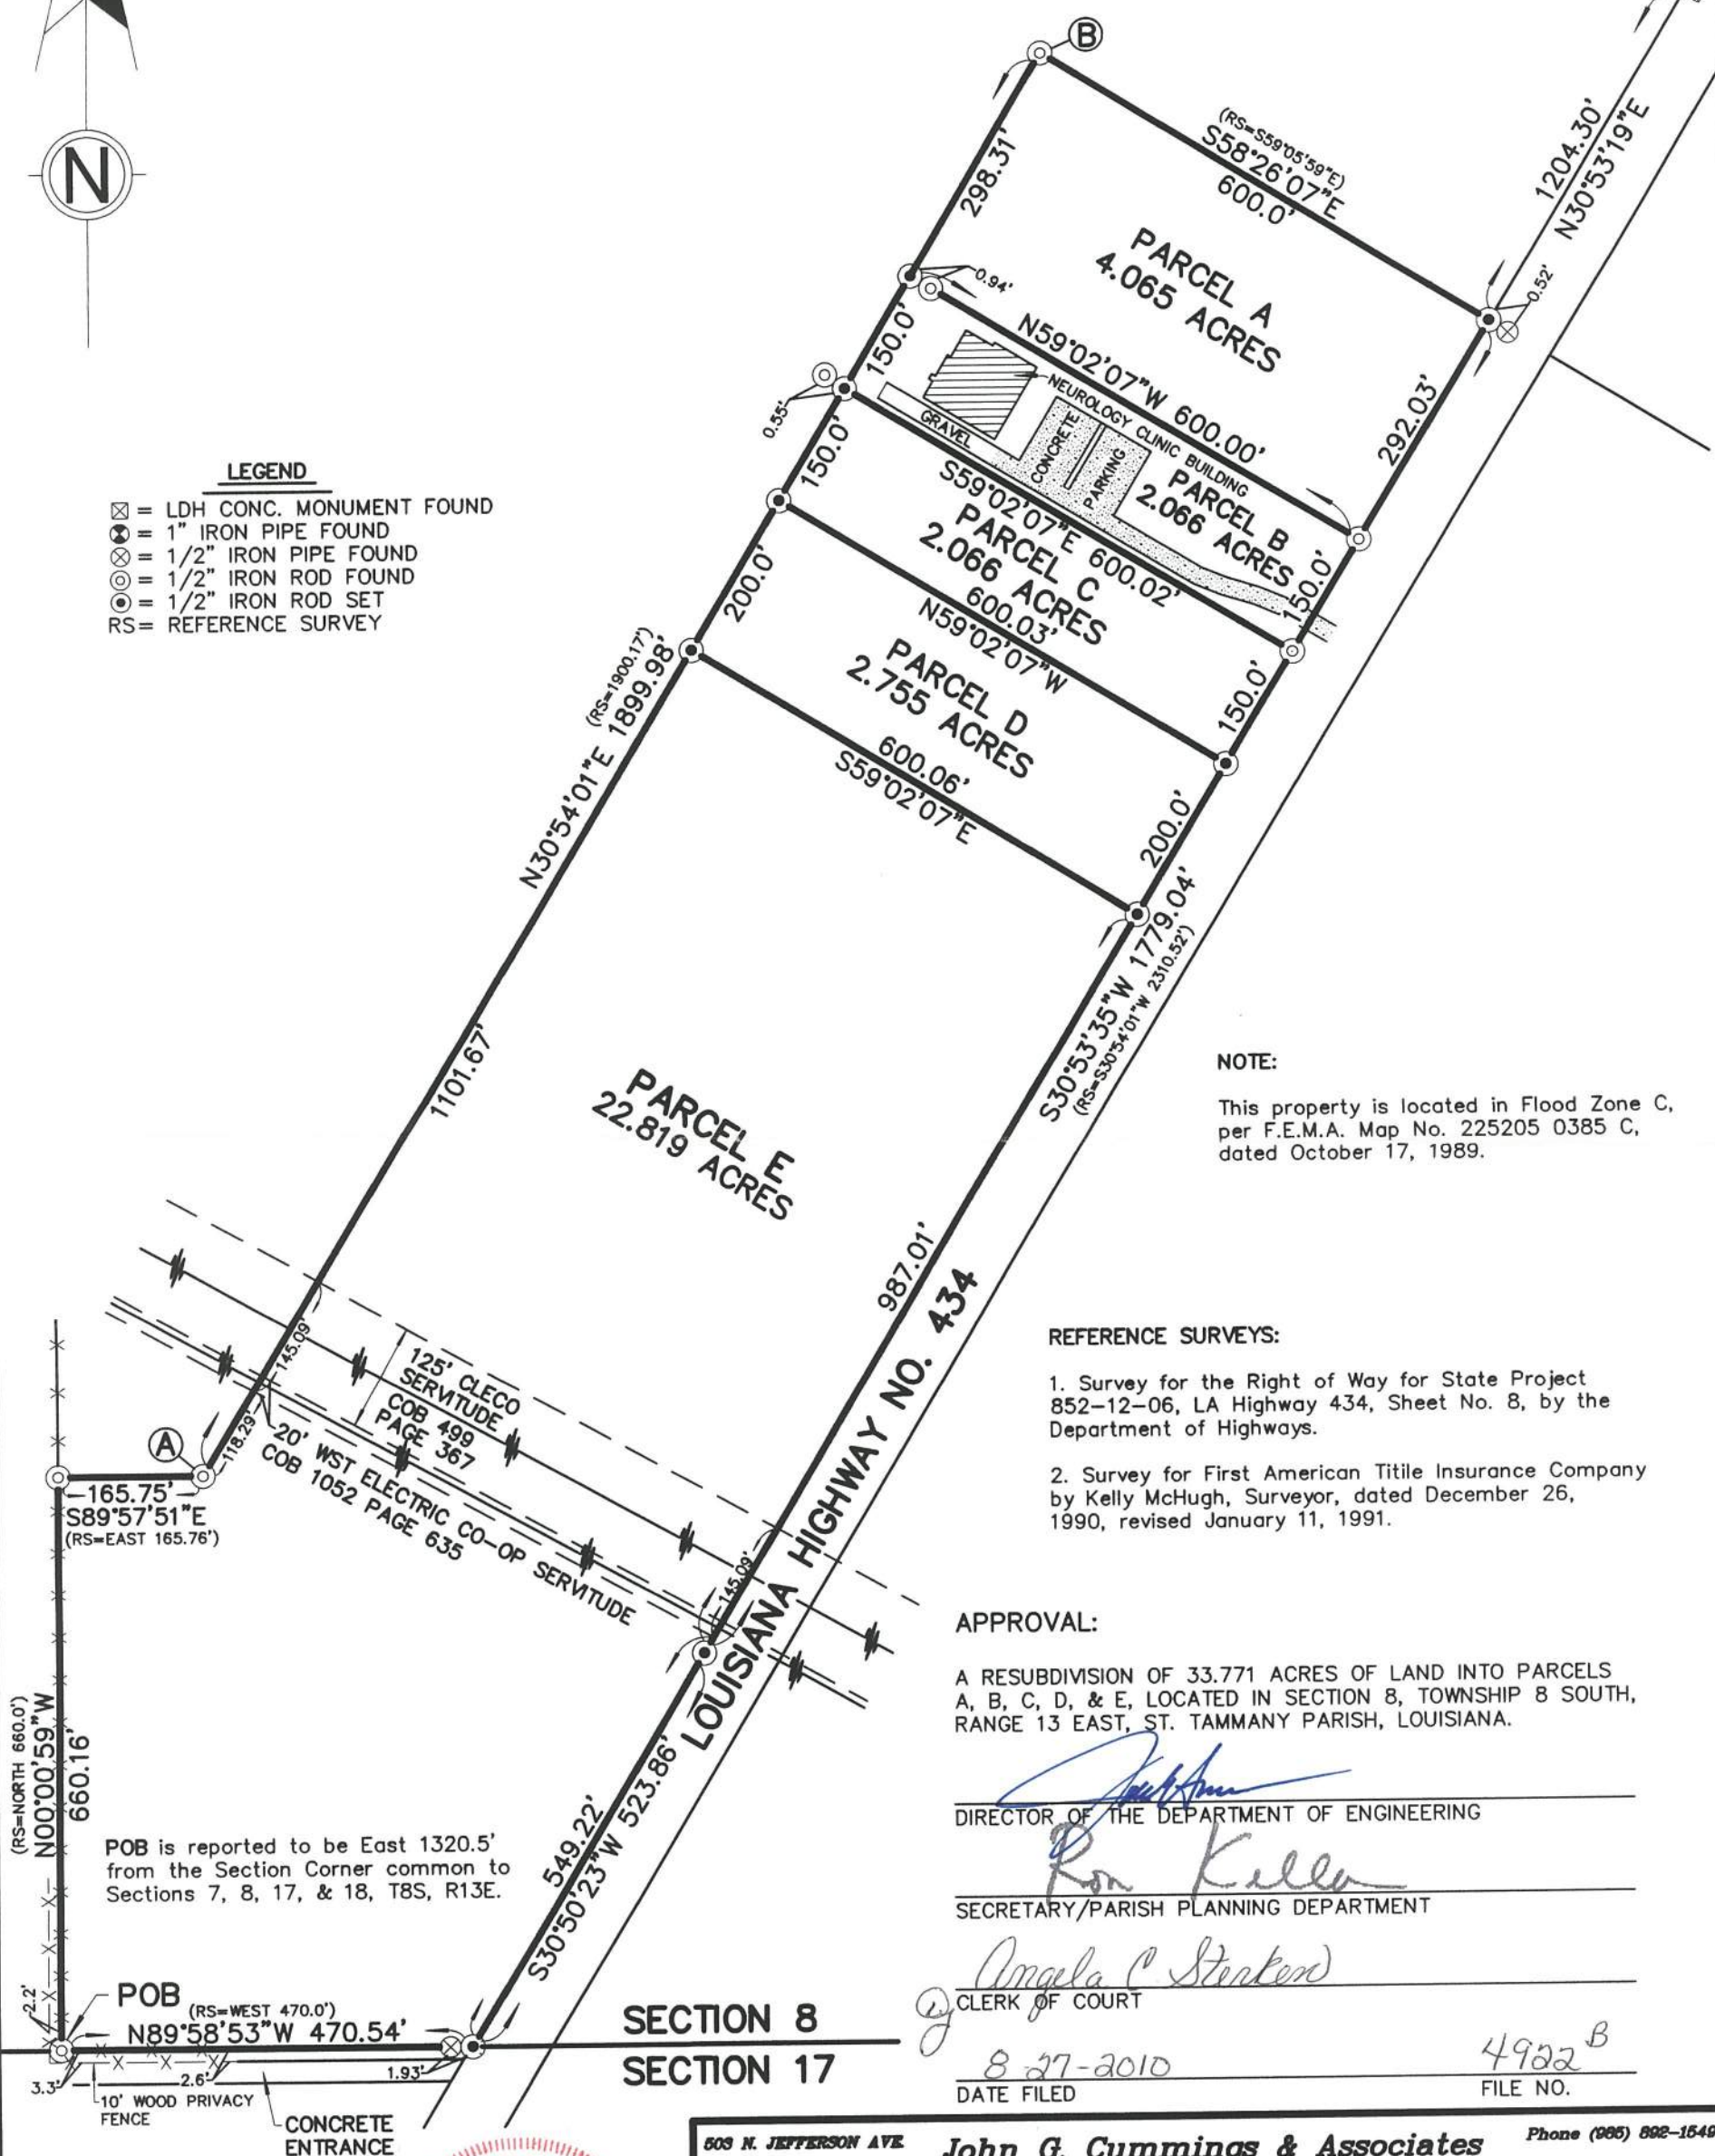 N
B
298.31'
(RS=S59°05'59"E)
S58°26'07"E
600.0'
1204.30'
N30°53'19"E
PARCEL A
4.065 ACRES
0.94'
0.52'
150.0'
N59°02'07"W 600.00'
NEUROLOGY CLINIC BUILDING
292.03'
0.55'
GRAVEL
CONCRETE
PARKING
PARCEL B
2.066 ACRES
150.0'
150.0'
S59°02'07"E 600.02'
PARCEL C
2.066 ACRES
600.03'
N59°02'07"W
150.0'
200.0'
PARCEL D
2.755 ACRES
600.06'
S59°02'07"E
200.0'
LEGEND
= LDH CONC. MONUMENT FOUND
= 1" IRON PIPE FOUND
= 1/2" IRON PIPE FOUND
= 1/2" IRON ROD FOUND
= 1/2" IRON ROD SET
RS= REFERENCE SURVEY
(RS=1900.17')
N30°54'01"E 1899.98'
S30°53'35"W 1779.04'
(RS=S30°54'01"W 2310.52')
1101.67'
PARCEL E
22.819 ACRES
987.01'
NOTE:
This property is located in Flood Zone C,
per F.E.M.A. Map No. 225205 0385 C,
dated October 17, 1989.
REFERENCE SURVEYS:
1. Survey for the Right of Way for State Project
852-12-06, LA Highway 434, Sheet No. 8, by the
Department of Highways.
2. Survey for First American Titile Insurance Company
by Kelly McHugh, Surveyor, dated December 26,
1990, revised January 11, 1991.
145.09'
125' CLECO
SERVITUDE
COB 499
PAGE 367
A
118.29'
20' WST ELECTRIC CO-OP SERVITUDE
COB 1052 PAGE 635
165.75'
S89°57'51"E
(RS=EAST 165.76')
145.09'
LOUISIANA HIGHWAY NO. 434
(RS=NORTH 660.0')
N00°00'59"W
660.16'
549.22'
S30°50'23"W 523.86'
POB is reported to be East 1320.5'
from the Section Corner common to
Sections 7, 8, 17, & 18, T8S, R13E.
2.2'
POB
(RS=WEST 470.0')
N89°58'53"W 470.54'
3.3'
2.6'
1.93'
10' WOOD PRIVACY
FENCE
CONCRETE
ENTRANCE
SECTION 8
SECTION 17
APPROVAL:
A RESUBDIVISION OF 33.771 ACRES OF LAND INTO PARCELS
A, B, C, D, & E, LOCATED IN SECTION 8, TOWNSHIP 8 SOUTH,
RANGE 13 EAST, ST. TAMMANY PARISH, LOUISIANA.
DIRECTOR OF THE DEPARTMENT OF ENGINEERING
Ron Keller
SECRETARY/PARISH PLANNING DEPARTMENT
Angela C Sterken
CLERK OF COURT
8-27-2010
DATE FILED
4922 B
FILE NO.
503 N. JEFFERSON AVE
John G. Cummings & Associates
Phone (985) 892-1549